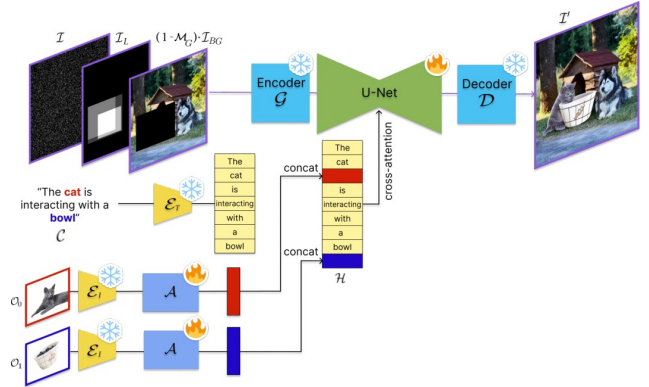 I I_L (1-M_G)·I_BG
I'
Encoder
G
U-Net
Decoder
D
cross-attention
"The cat is
interacting with a
bowl"
C
E_T
The
cat
is
interacting
with
a
bowl
concat
concat
The
cat
is
interacting
with
a
bowl
H
O_0
E_I
A
O_1
E_I
A